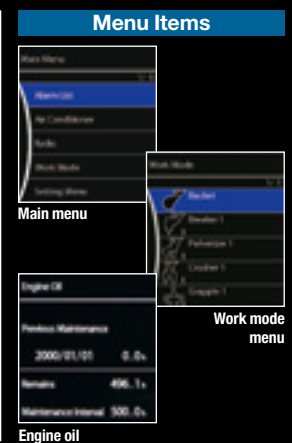 Menu Items
Main Menu
Alarm List
Air Conditioner
Radio
Work Mode
Setting Menu
Main menu
Work Mode
Bucket
Breaker 1
Pulverizer 1
Crusher 1
Grapple 1
Work mode
menu
Engine Oil
Previous Maintenance
2000/01/01 0.0h
Remains 496.1h
Maintenance Interval 500.0h
Engine oil